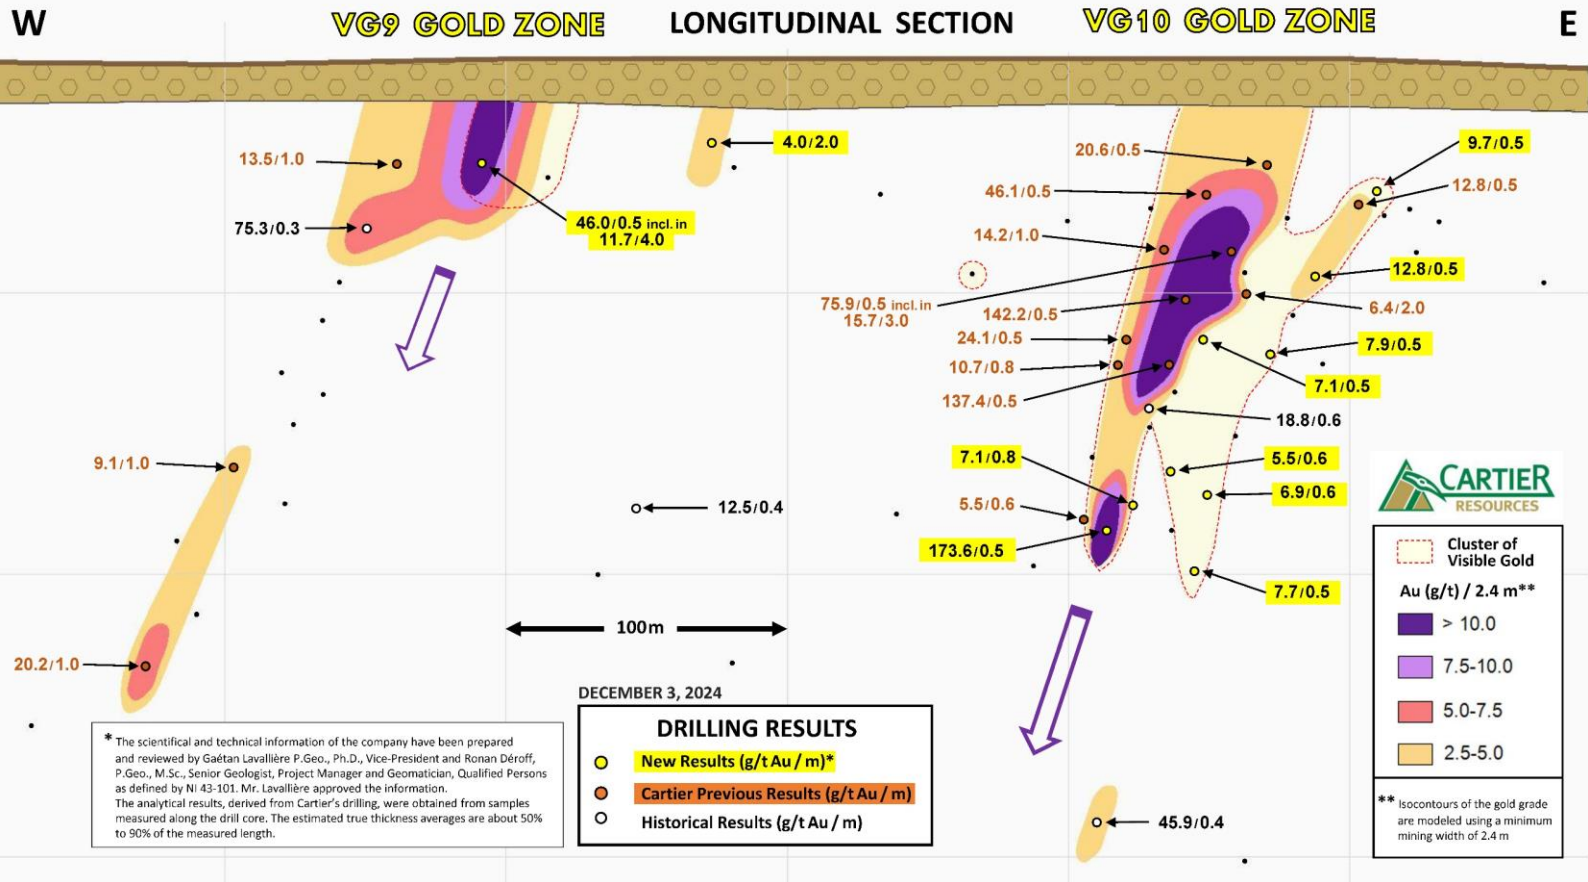 W
VG9 GOLD ZONE
LONGITUDINAL SECTION
VG10 GOLD ZONE
E
4.0/2.0
9.7/0.5
13.5/1.0
20.6/0.5
12.8/0.5
46.1/0.5
75.3/0.3
46.0/0.5 incl. in
11.7/4.0
14.2/1.0
12.8/0.5
75.9/0.5 incl. in
15.7/3.0
142.2/0.5
6.4/2.0
24.1/0.5
7.9/0.5
10.7/0.8
7.1/0.5
137.4/0.5
18.8/0.6
9.1/1.0
7.1/0.8
5.5/0.6
6.9/0.6
12.5/0.4
5.5/0.6
173.6/0.5
7.7/0.5
100m
20.2/1.0
45.9/0.4
CARTIER
RESOURCES
Cluster of
Visible Gold
Au (g/t) / 2.4 m**
> 10.0
7.5-10.0
5.0-7.5
2.5-5.0
** Isocontours of the gold grade
are modeled using a minimum
mining width of 2.4 m
DECEMBER 3, 2024
DRILLING RESULTS
New Results (g/t Au / m)*
Cartier Previous Results (g/t Au / m)
Historical Results (g/t Au / m)
* The scientifical and technical information of the company have been prepared
and reviewed by Gaétan Lavallière P.Geo., Ph.D., Vice-President and Ronan Déroff,
P.Geo., M.Sc., Senior Geologist, Project Manager and Geomatician, Qualified Persons
as defined by NI 43-101. Mr. Lavallière approved the information.
The analytical results, derived from Cartier's drilling, were obtained from samples
measured along the drill core. The estimated true thickness averages are about 50%
to 90% of the measured length.